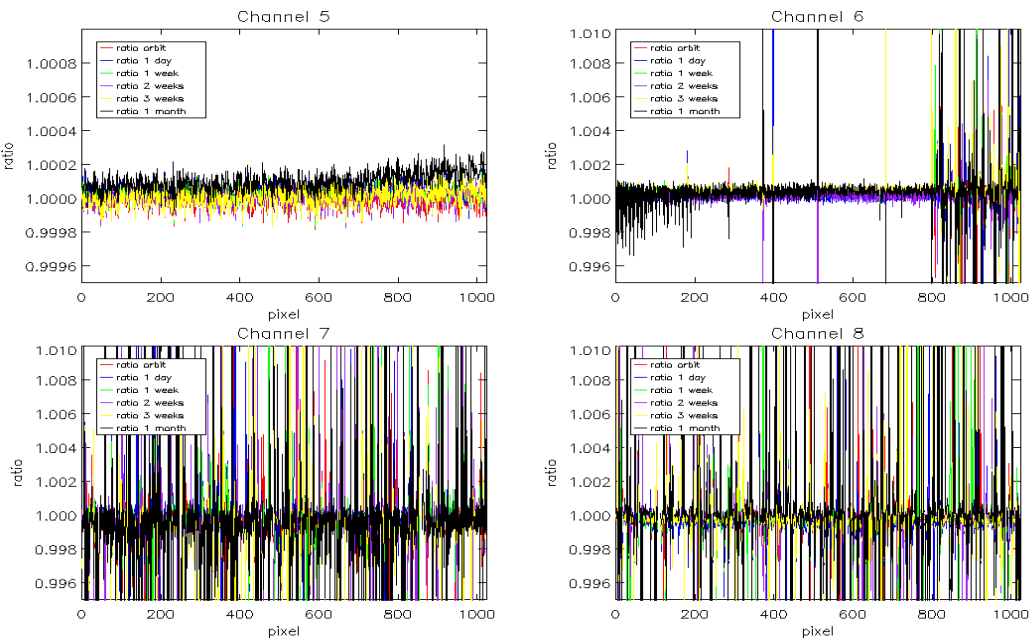 Channel 5
1.0008
1.0006
1.0004
1.0002
1.0000
0.9998
0.9996
ratio
ratio orbit
ratio 1 day
ratio 1 week
ratio 2 weeks
ratio 3 weeks
ratio 1 month
0 200 400 600 800 1000
pixel
Channel 6
1.010
1.008
1.006
1.004
1.002
1.000
0.998
0.996
ratio
ratio orbit
ratio 1 day
ratio 1 week
ratio 2 weeks
ratio 3 weeks
ratio 1 month
0 200 400 600 800 1000
pixel
Channel 7
1.010
1.008
1.006
1.004
1.002
1.000
0.998
0.996
ratio
ratio orbit
ratio 1 day
ratio 1 week
ratio 2 weeks
ratio 3 weeks
ratio 1 month
0 200 400 600 800 1000
pixel
Channel 8
1.010
1.008
1.006
1.004
1.002
1.000
0.998
0.996
ratio
ratio orbit
ratio 1 day
ratio 1 week
ratio 2 weeks
ratio 3 weeks
ratio 1 month
0 200 400 600 800 1000
pixel